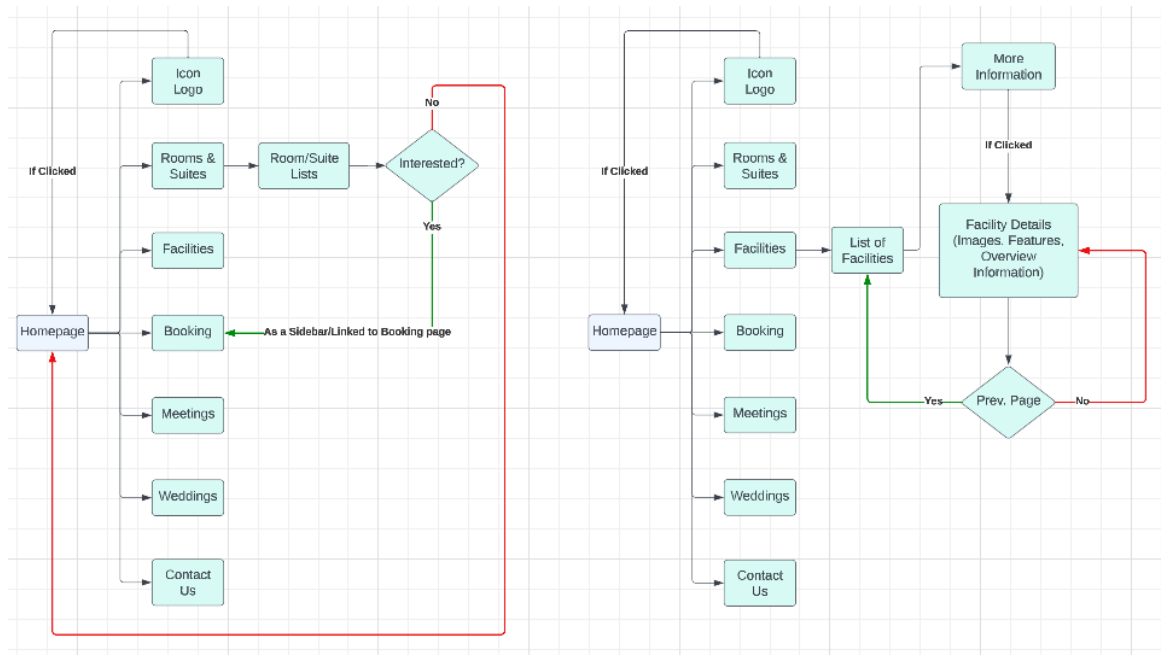 Icon
Logo
No
Rooms &
Suites
Room/Suite
Lists
Interested?
If Clicked
Yes
Facilities
Homepage
Booking
As a Sidebar/Linked to Booking page
Meetings
Weddings
Contact
Us
Icon
Logo
More
Information
If Clicked
Rooms &
Suites
If Clicked
Facilities
List of
Facilities
Facility Details
(Images. Features,
Overview
Information)
Homepage
Booking
Prev. Page
Yes
No
Meetings
Weddings
Contact
Us